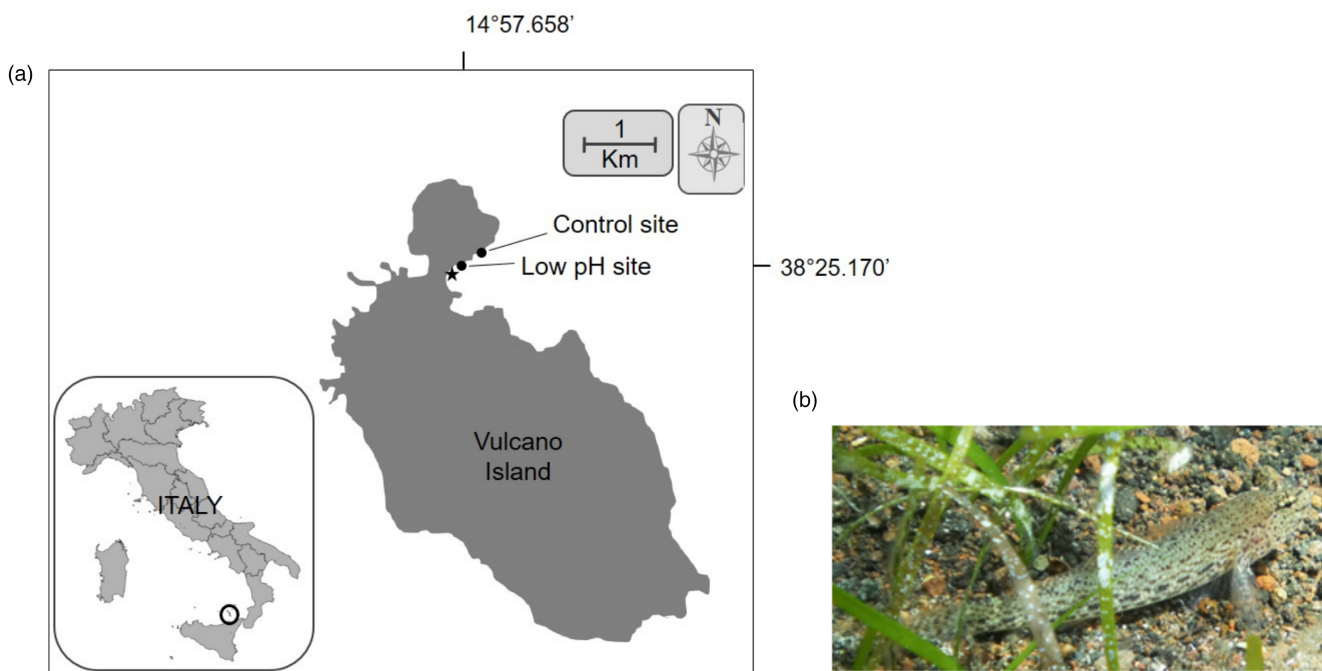 14°57.658’
(a)
1
Km
N
Control site
Low pH site
38°25.170’
Vulcano
Island
ITALY
(b)